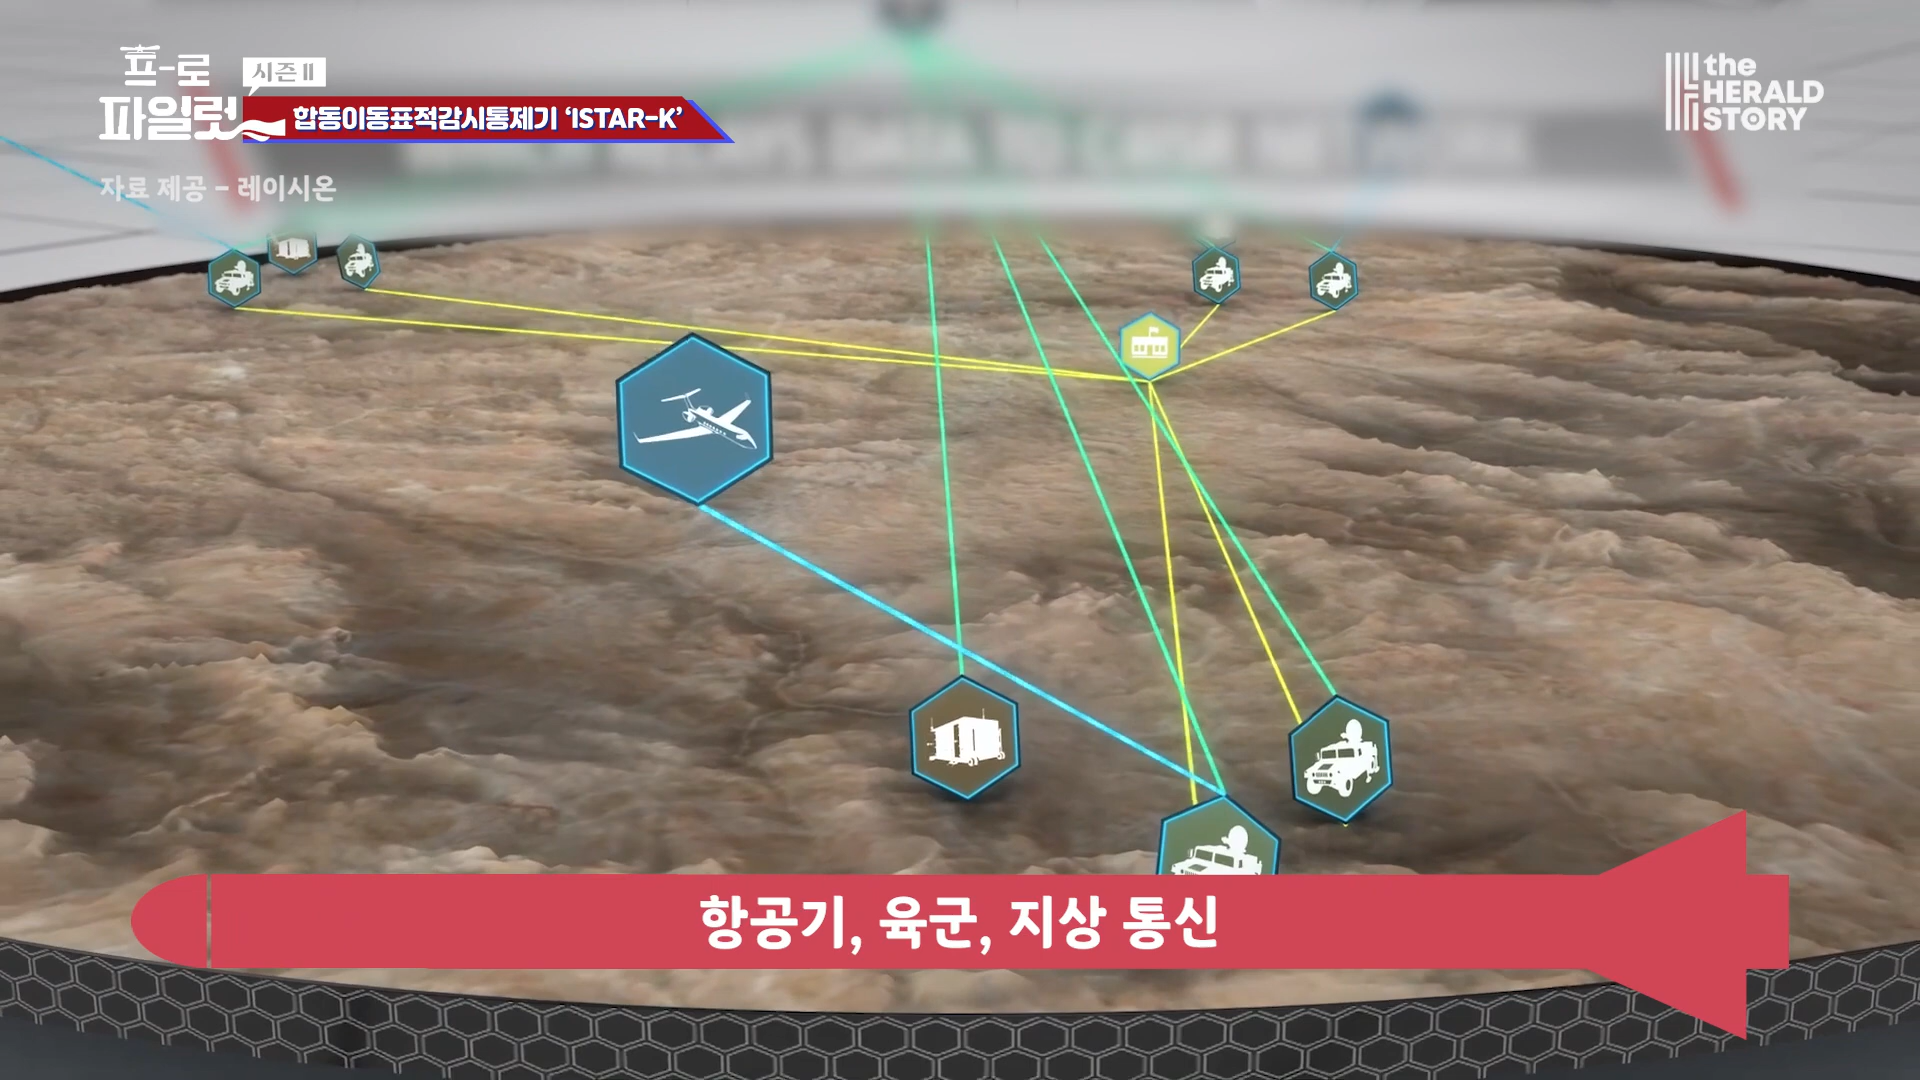 프-로
파일럿
시즌 II
합동이동표적감시통제기 ‘ISTAR-K’
자료 제공 - 레이시온
the
HERALD
STORY
항공기, 육군, 지상 통신